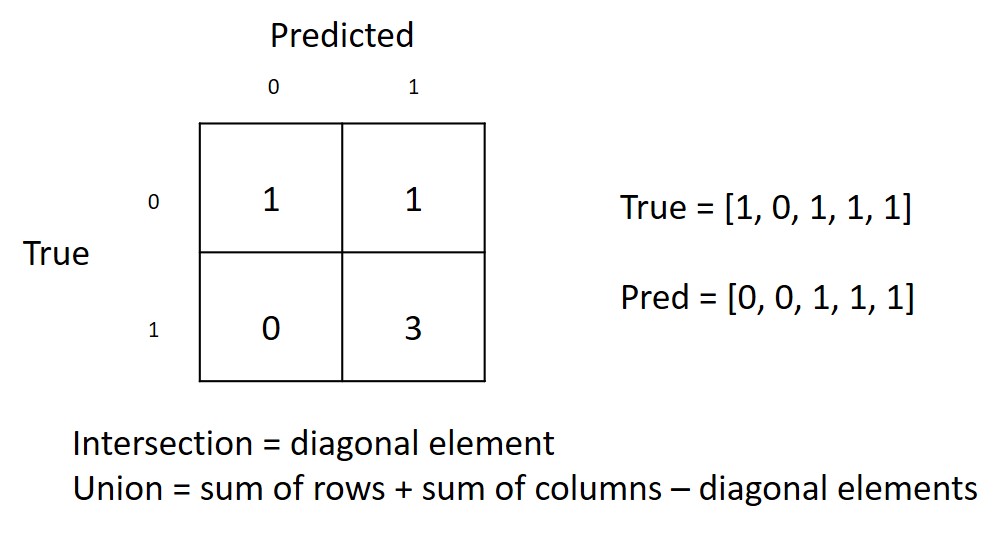 Predicted
0 1
0 1 1
True
1 0 3
True = [1, 0, 1, 1, 1]
Pred = [0, 0, 1, 1, 1]
Intersection = diagonal element
Union = sum of rows + sum of columns – diagonal elements